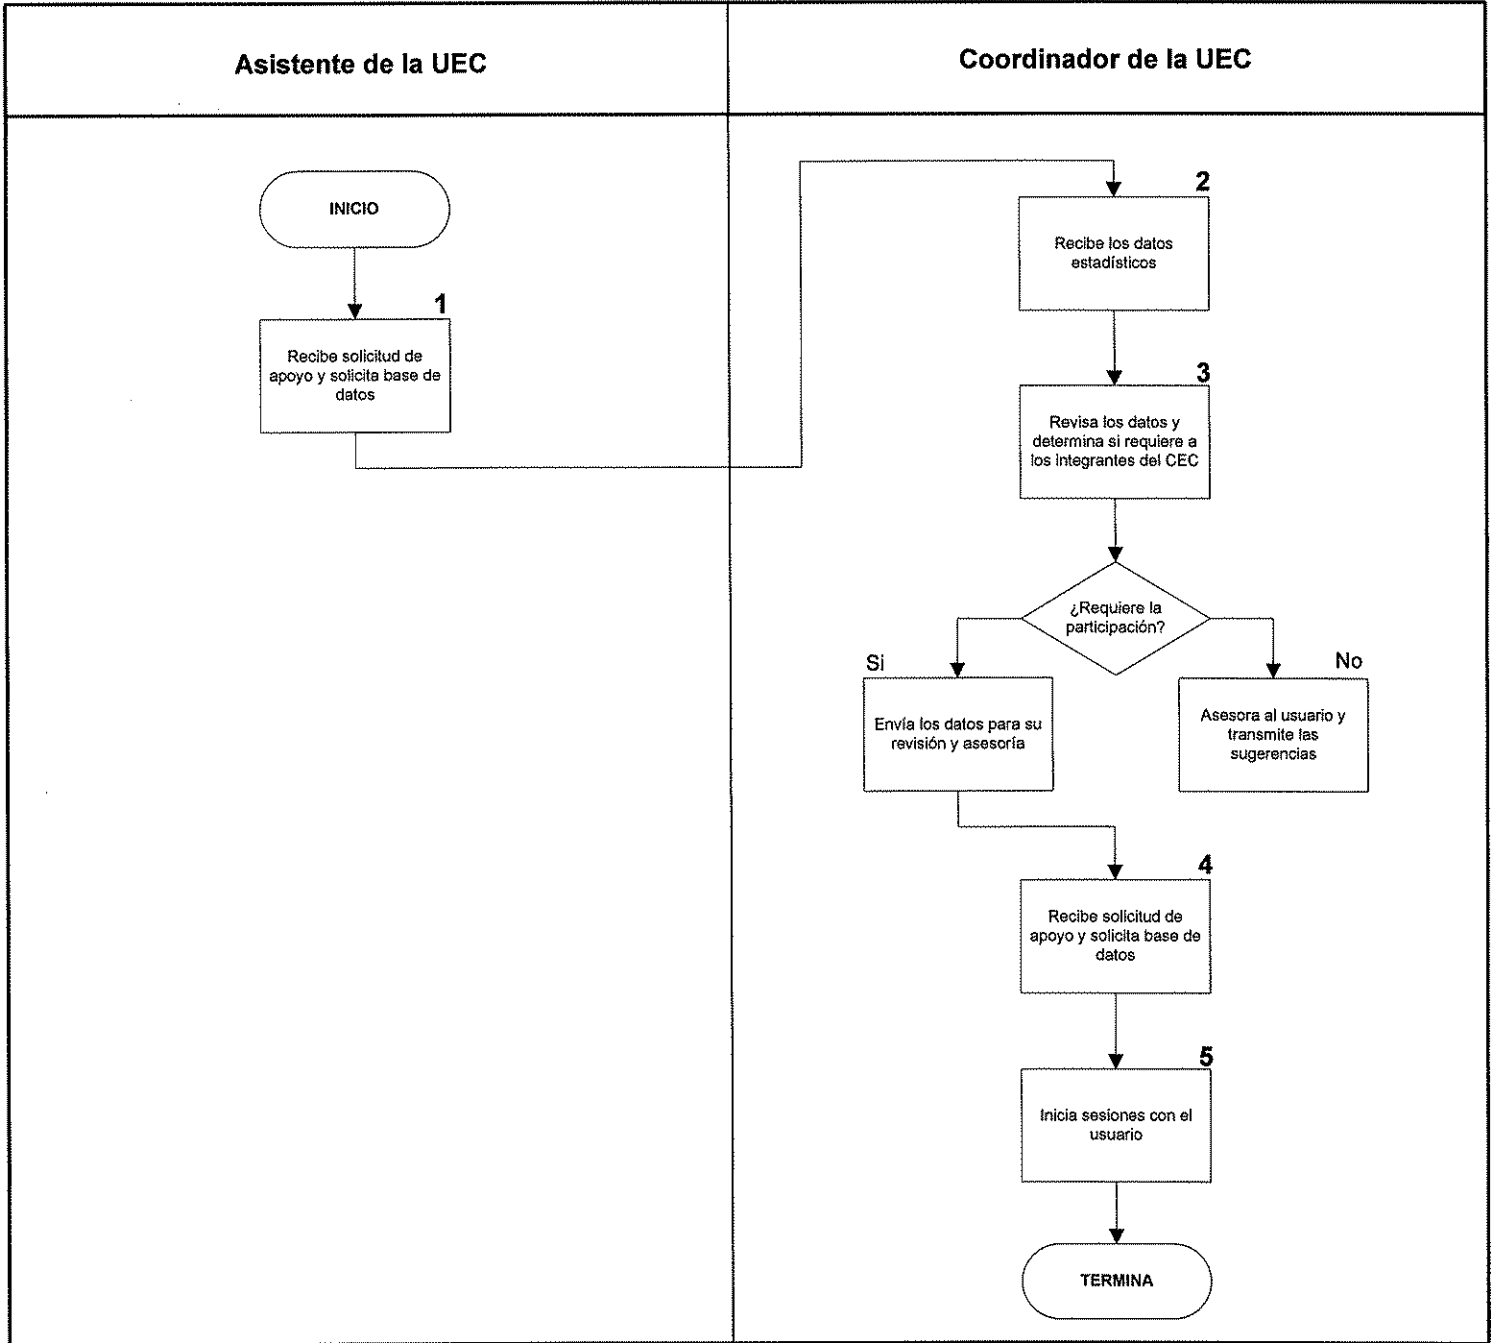 Asistente de la UEC
Coordinador de la UEC
INICIO
1
Recibe solicitud de
apoyo y solicita base de
datos
2
Recibe los datos
estadísticos
3
Revisa los datos y
determina si requiere a
los integrantes del CEC
¿Requiere la
participación?
Si
No
Envía los datos para su
revisión y asesoría
Asesora al usuario y
transmite las
sugerencias
4
Recibe solicitud de
apoyo y solicita base de
datos
5
Inicia sesiones con el
usuario
TERMINA